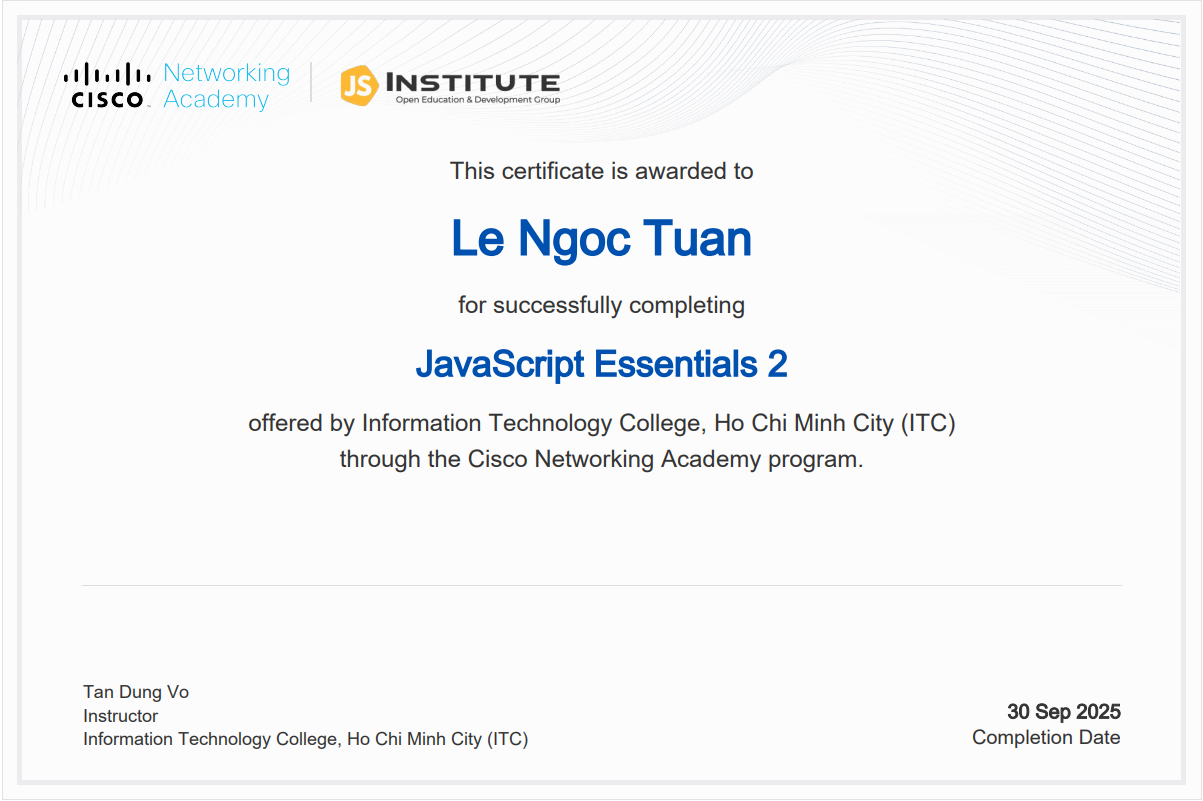 CISCO Networking
Academy
JS INSTITUTE
Open Education & Development Group
This certificate is awarded to
Le Ngoc Tuan
for successfully completing
JavaScript Essentials 2
offered by Information Technology College, Ho Chi Minh City (ITC)
through the Cisco Networking Academy program.
Tan Dung Vo
Instructor
Information Technology College, Ho Chi Minh City (ITC)
30 Sep 2025
Completion Date